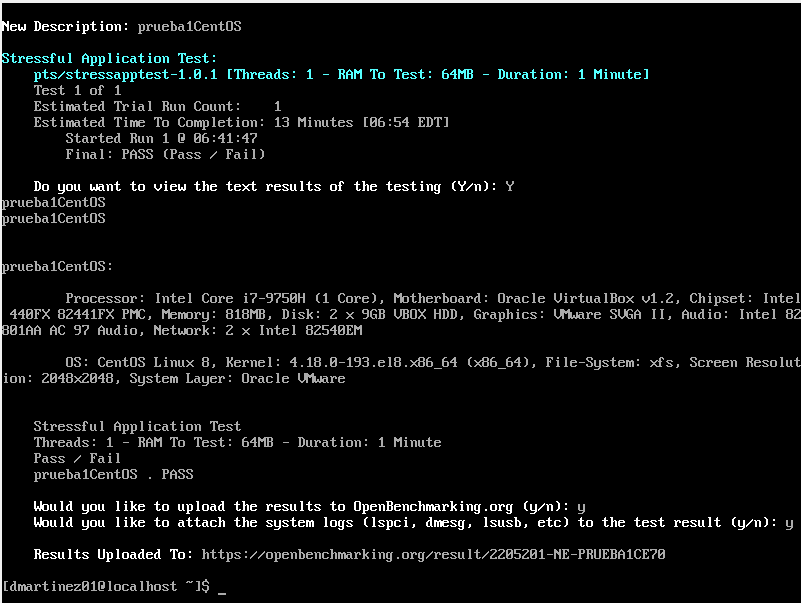 New Description: prueba1CentOS
Stressful Application Test:
pts/stressapptest-1.0.1 [Threads: 1 - RAM To Test: 64MB - Duration: 1 Minute]
Test 1 of 1
Estimated Trial Run Count: 1
Estimated Time To Completion: 13 Minutes [06:54 EDT]
Started Run 1 @ 06:41:47
Final: PASS (Pass / Fail)
Do you want to view the text results of the testing (Y/n): Y
prueba1CentOS
prueba1CentOS
prueba1CentOS:
Processor: Intel Core i7-9750H (1 Core), Motherboard: Oracle VirtualBox v1.2, Chipset: Intel
440FX 82441FX PMC, Memory: 818MB, Disk: 2 x 9GB VBOX HDD, Graphics: VMware SVGA II, Audio: Intel 82
801AA AC 97 Audio, Network: 2 x Intel 82540EM
OS: CentOS Linux 8, Kernel: 4.18.0-193.el8.x86_64 (x86_64), File-System: xfs, Screen Resolut
ion: 2048x2048, System Layer: Oracle VMware
Stressful Application Test
Threads: 1 - RAM To Test: 64MB - Duration: 1 Minute
Pass / Fail
prueba1CentOS . PASS
Would you like to upload the results to OpenBenchmarking.org (y/n): y
Would you like to attach the system logs (lspci, dmesg, lsusb, etc) to the test result (y/n): y
Results Uploaded To: https://openbenchmarking.org/result/2205201-NE-PRUEBA1CE70
[dmartinez01@localhost ~]$ _